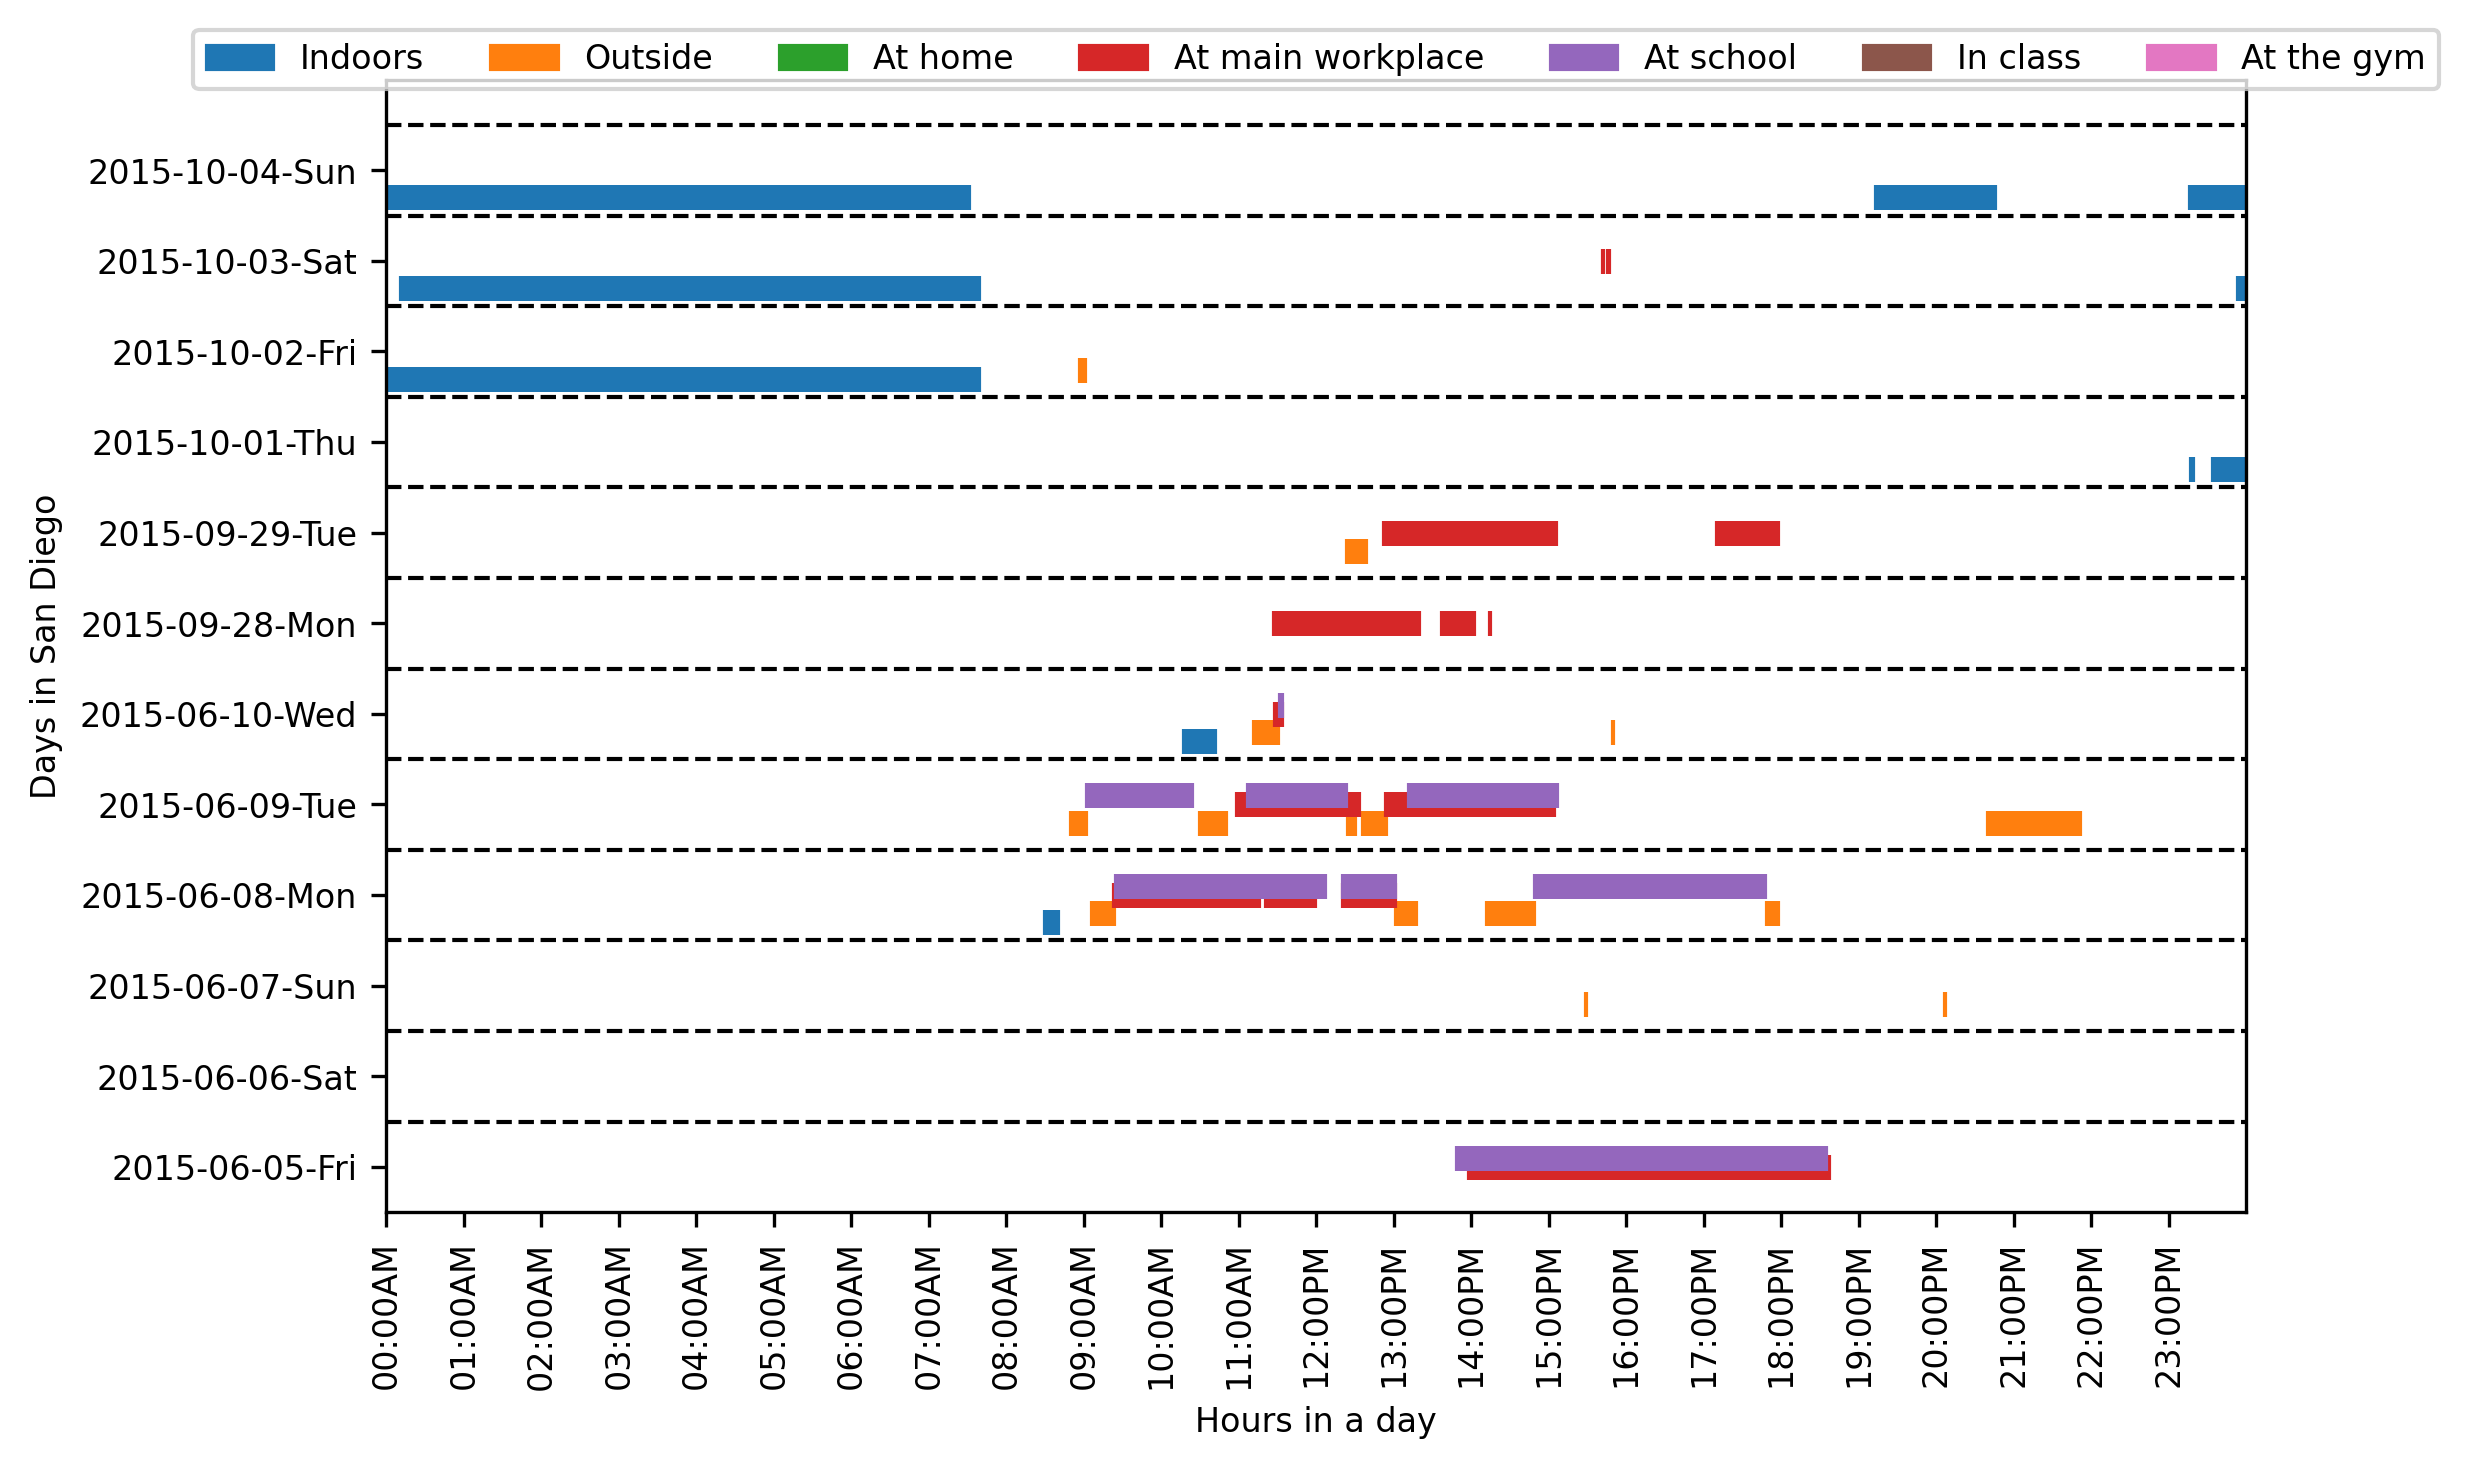 Indoors Outside At home At main workplace At school In class At the gym
Days in San Diego
2015-10-04-Sun
2015-10-03-Sat
2015-10-02-Fri
2015-10-01-Thu
2015-09-29-Tue
2015-09-28-Mon
2015-06-10-Wed
2015-06-09-Tue
2015-06-08-Mon
2015-06-07-Sun
2015-06-06-Sat
2015-06-05-Fri
00:00AM
01:00AM
02:00AM
03:00AM
04:00AM
05:00AM
06:00AM
07:00AM
08:00AM
09:00AM
10:00AM
11:00AM
12:00PM
13:00PM
14:00PM
15:00PM
16:00PM
17:00PM
18:00PM
19:00PM
20:00PM
21:00PM
22:00PM
23:00PM
Hours in a day